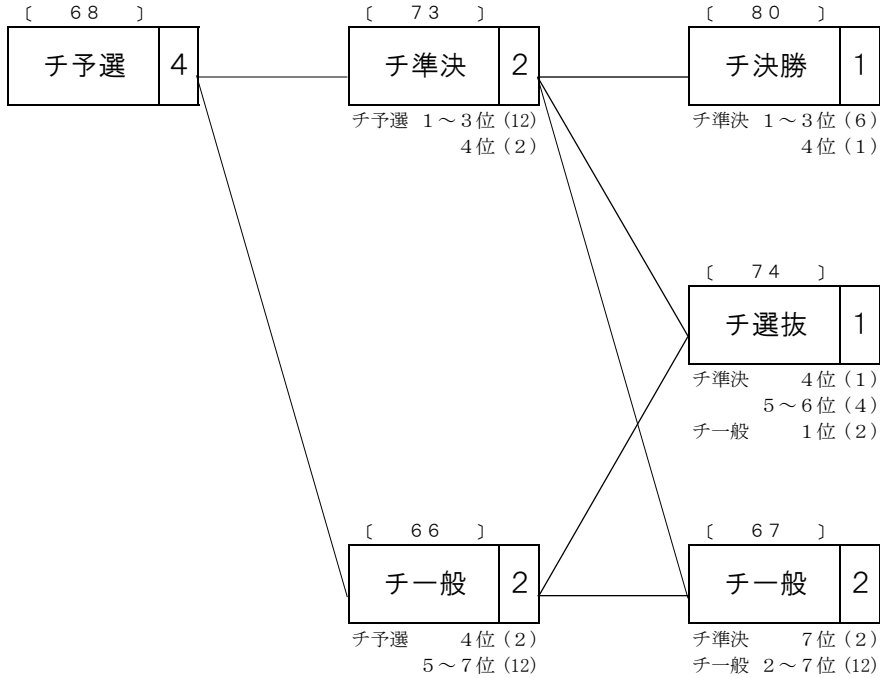 〔 68 〕
チ予選 4
〔 73 〕
チ準決 2
チ予選 1～3位(12)
4位(2)
〔 80 〕
チ決勝 1
チ準決 1～3位(6)
4位(1)
〔 74 〕
チ選抜 1
チ準決 4位(1)
5～6位(4)
チ一般 1位(2)
〔 66 〕
チ一般 2
チ予選 4位(2)
5～7位(12)
〔 67 〕
チ一般 2
チ準決 7位(2)
チ一般 2～7位(12)